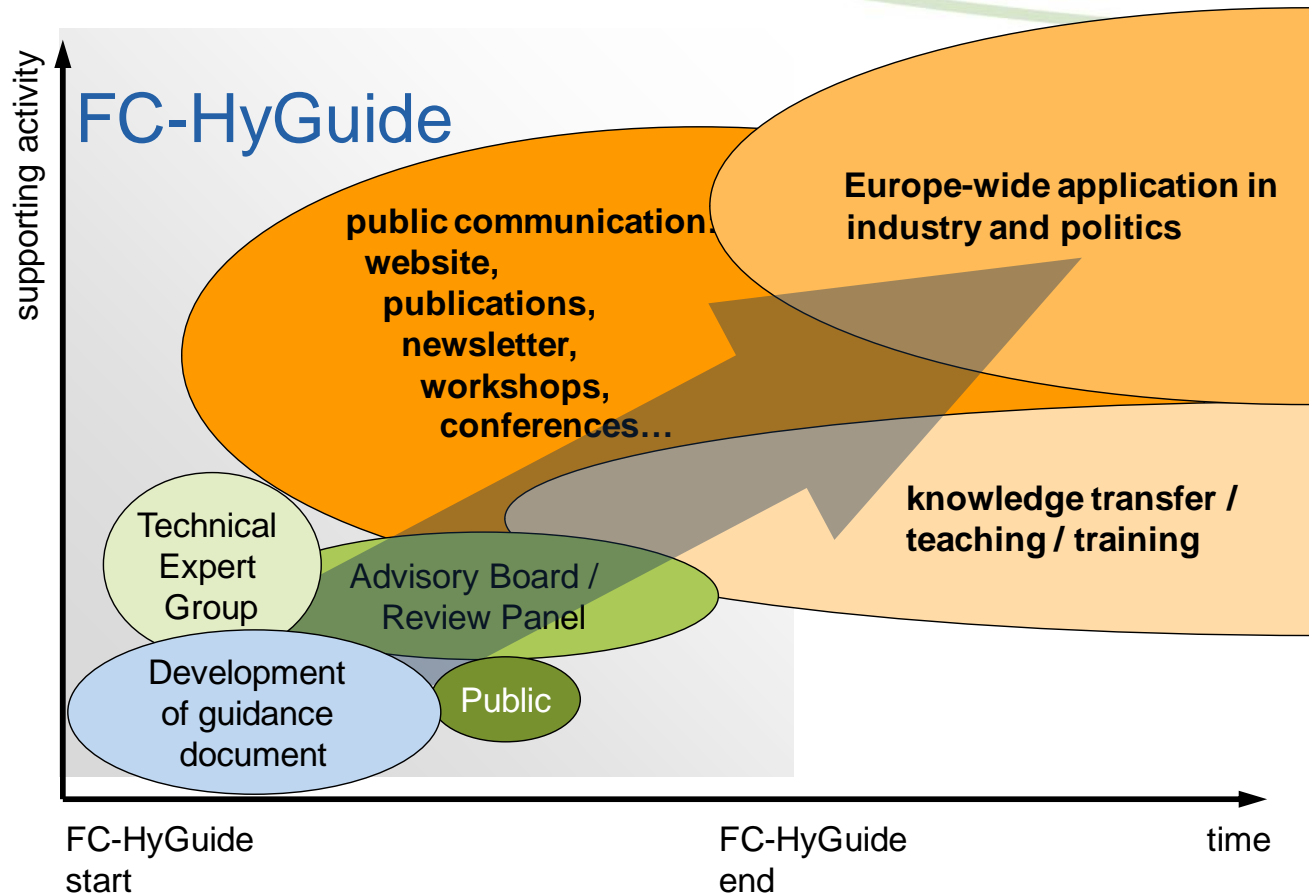 supporting activity
FC-HyGuide
public communication:
website,
publications,
newsletter,
workshops,
conferences…
Europe-wide application in
industry and politics
knowledge transfer /
teaching / training
Technical
Expert
Group
Advisory Board /
Review Panel
Development
of guidance
document
Public
FC-HyGuide
start
FC-HyGuide
end
time